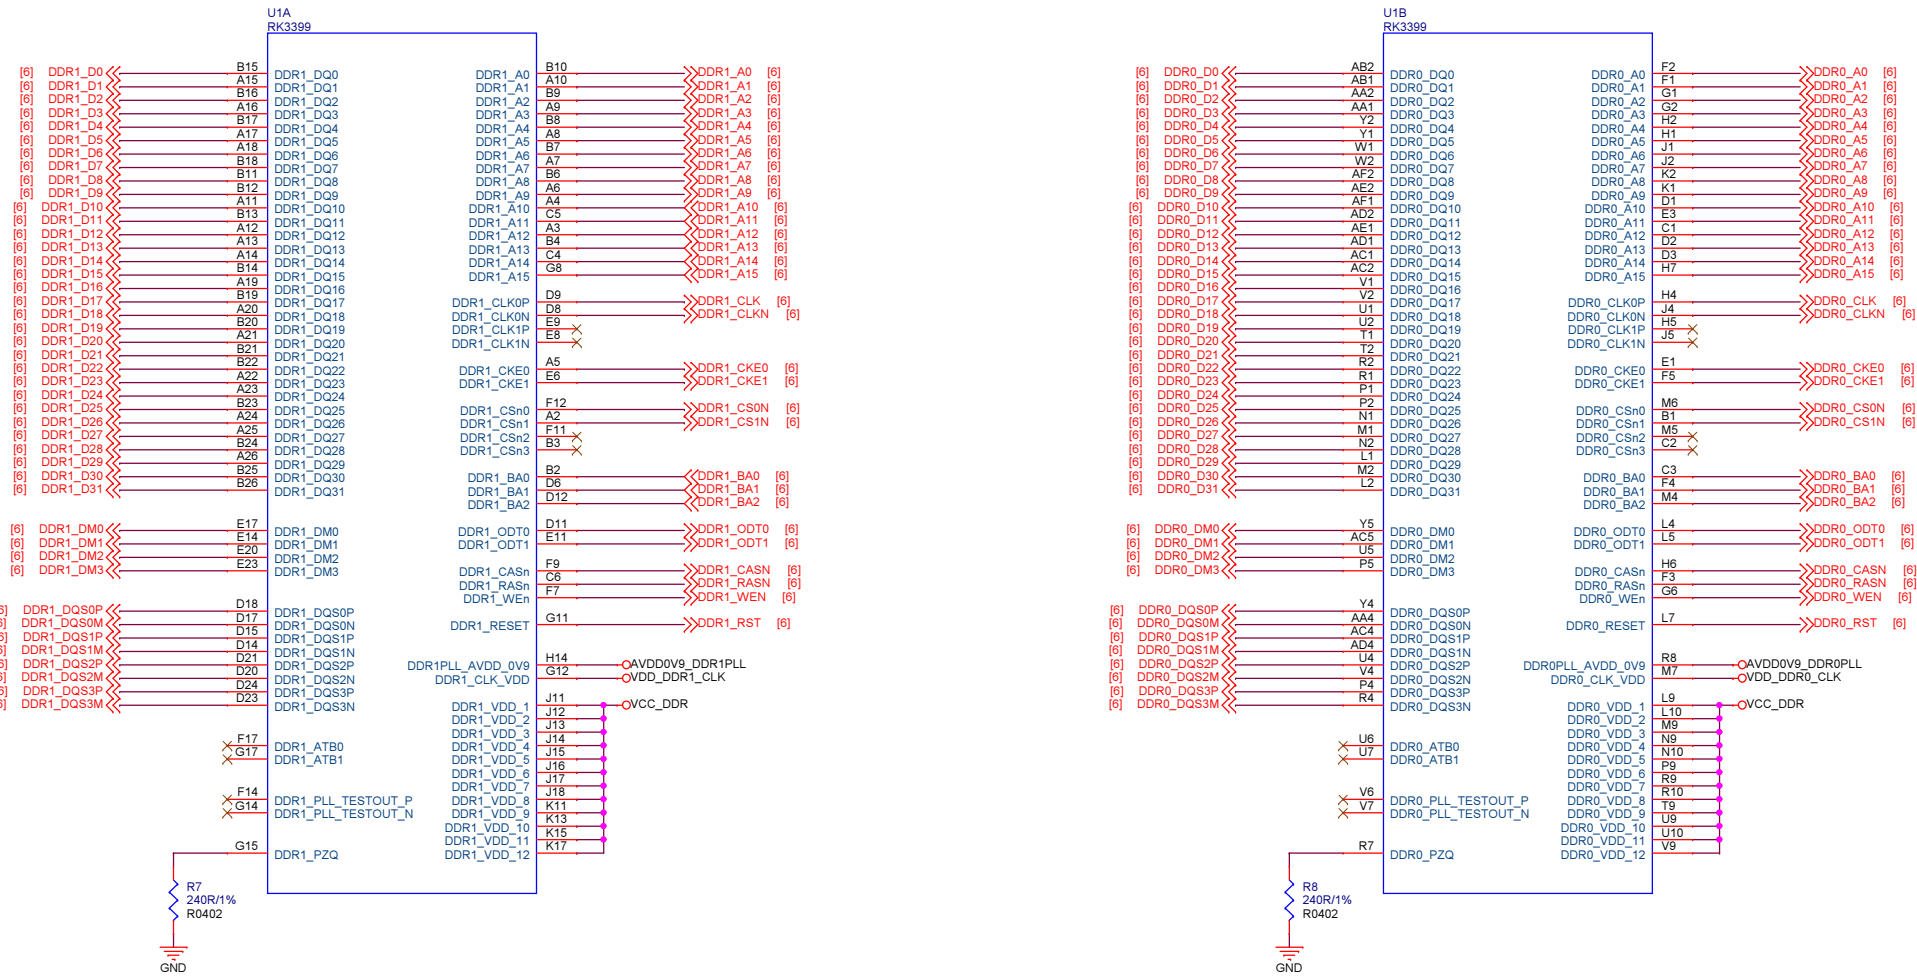 U1A
RK3399
[6] DDR1_D0 B15 DDR1_DQ0
[6] DDR1_D1 A15 DDR1_DQ1
[6] DDR1_D2 B16 DDR1_DQ2
[6] DDR1_D3 A16 DDR1_DQ3
[6] DDR1_D4 B17 DDR1_DQ4
[6] DDR1_D5 A17 DDR1_DQ5
[6] DDR1_D6 A18 DDR1_DQ6
[6] DDR1_D7 B18 DDR1_DQ7
[6] DDR1_D8 B11 DDR1_DQ8
[6] DDR1_D9 B12 DDR1_DQ9
[6] DDR1_D10 A11 DDR1_DQ10
[6] DDR1_D11 B13 DDR1_DQ11
[6] DDR1_D12 A12 DDR1_DQ12
[6] DDR1_D13 A13 DDR1_DQ13
[6] DDR1_D14 A14 DDR1_DQ14
[6] DDR1_D15 B14 DDR1_DQ15
[6] DDR1_D16 A19 DDR1_DQ16
[6] DDR1_D17 B19 DDR1_DQ17
[6] DDR1_D18 A20 DDR1_DQ18
[6] DDR1_D19 B20 DDR1_DQ19
[6] DDR1_D20 A21 DDR1_DQ20
[6] DDR1_D21 B21 DDR1_DQ21
[6] DDR1_D22 B22 DDR1_DQ22
[6] DDR1_D23 A22 DDR1_DQ23
[6] DDR1_D24 A23 DDR1_DQ24
[6] DDR1_D25 B23 DDR1_DQ25
[6] DDR1_D26 A24 DDR1_DQ26
[6] DDR1_D27 A25 DDR1_DQ27
[6] DDR1_D28 B24 DDR1_DQ28
[6] DDR1_D29 A26 DDR1_DQ29
[6] DDR1_D30 B25 DDR1_DQ30
[6] DDR1_D31 B26 DDR1_DQ31
[6] DDR1_DM0 E17 DDR1_DM0
[6] DDR1_DM1 E14 DDR1_DM1
[6] DDR1_DM2 E20 DDR1_DM2
[6] DDR1_DM3 E23 DDR1_DM3
6] DDR1_DQS0P D18 DDR1_DQS0P
6] DDR1_DQS0M D17 DDR1_DQS0N
6] DDR1_DQS1P D15 DDR1_DQS1P
6] DDR1_DQS1M D14 DDR1_DQS1N
6] DDR1_DQS2P D21 DDR1_DQS2P
6] DDR1_DQS2M D20 DDR1_DQS2N
6] DDR1_DQS3P D24 DDR1_DQS3P
6] DDR1_DQS3M D23 DDR1_DQS3N
F17 DDR1_ATB0
G17 DDR1_ATB1
F14 DDR1_PLL_TESTOUT_P
G14 DDR1_PLL_TESTOUT_N
G15 DDR1_PZQ
R7
240R/1%
R0402
GND
DDR1_A0 B10 DDR1_A0 [6]
DDR1_A1 A10 DDR1_A1 [6]
DDR1_A2 B9 DDR1_A2 [6]
DDR1_A3 A9 DDR1_A3 [6]
DDR1_A4 B8 DDR1_A4 [6]
DDR1_A5 A8 DDR1_A5 [6]
DDR1_A6 B7 DDR1_A6 [6]
DDR1_A7 A7 DDR1_A7 [6]
DDR1_A8 B6 DDR1_A8 [6]
DDR1_A9 A6 DDR1_A9 [6]
DDR1_A10 A4 DDR1_A10 [6]
DDR1_A11 C5 DDR1_A11 [6]
DDR1_A12 A3 DDR1_A12 [6]
DDR1_A13 B4 DDR1_A13 [6]
DDR1_A14 C4 DDR1_A14 [6]
DDR1_A15 G8 DDR1_A15 [6]
DDR1_CLK0P D9 DDR1_CLK [6]
DDR1_CLK0N D8 DDR1_CLKN [6]
DDR1_CLK1P E9
DDR1_CLK1N E8
DDR1_CKE0 A5 DDR1_CKE0 [6]
DDR1_CKE1 E6 DDR1_CKE1 [6]
DDR1_CSn0 F12 DDR1_CS0N [6]
DDR1_CSn1 A2 DDR1_CS1N [6]
DDR1_CSn2 F11
DDR1_CSn3 B3
DDR1_BA0 B2 DDR1_BA0 [6]
DDR1_BA1 D6 DDR1_BA1 [6]
DDR1_BA2 D12 DDR1_BA2 [6]
DDR1_ODT0 D11 DDR1_ODT0 [6]
DDR1_ODT1 E11 DDR1_ODT1 [6]
DDR1_CASn F9 DDR1_CASN [6]
DDR1_RASn C6 DDR1_RASN [6]
DDR1_WEn F7 DDR1_WEN [6]
DDR1_RESET G11 DDR1_RST [6]
DDR1PLL_AVDD_0V9 H14 AVDD0V9_DDR1PLL
DDR1_CLK_VDD G12 VDD_DDR1_CLK
DDR1_VDD_1 J11 VCC_DDR
DDR1_VDD_2 J12
DDR1_VDD_3 J13
DDR1_VDD_4 J14
DDR1_VDD_5 J15
DDR1_VDD_6 J16
DDR1_VDD_7 J17
DDR1_VDD_8 J18
DDR1_VDD_9 K11
DDR1_VDD_10 K13
DDR1_VDD_11 K15
DDR1_VDD_12 K17
U1B
RK3399
[6] DDR0_D0 AB2 DDR0_DQ0
[6] DDR0_D1 AB1 DDR0_DQ1
[6] DDR0_D2 AA2 DDR0_DQ2
[6] DDR0_D3 AA1 DDR0_DQ3
[6] DDR0_D4 Y2 DDR0_DQ4
[6] DDR0_D5 Y1 DDR0_DQ5
[6] DDR0_D6 W1 DDR0_DQ6
[6] DDR0_D7 W2 DDR0_DQ7
[6] DDR0_D8 AF2 DDR0_DQ8
[6] DDR0_D9 AE2 DDR0_DQ9
[6] DDR0_D10 AF1 DDR0_DQ10
[6] DDR0_D11 AD2 DDR0_DQ11
[6] DDR0_D12 AE1 DDR0_DQ12
[6] DDR0_D13 AD1 DDR0_DQ13
[6] DDR0_D14 AC1 DDR0_DQ14
[6] DDR0_D15 AC2 DDR0_DQ15
[6] DDR0_D16 V1 DDR0_DQ16
[6] DDR0_D17 V2 DDR0_DQ17
[6] DDR0_D18 U1 DDR0_DQ18
[6] DDR0_D19 U2 DDR0_DQ19
[6] DDR0_D20 T1 DDR0_DQ20
[6] DDR0_D21 T2 DDR0_DQ21
[6] DDR0_D22 R2 DDR0_DQ22
[6] DDR0_D23 R1 DDR0_DQ23
[6] DDR0_D24 P1 DDR0_DQ24
[6] DDR0_D25 P2 DDR0_DQ25
[6] DDR0_D26 N1 DDR0_DQ26
[6] DDR0_D27 M1 DDR0_DQ27
[6] DDR0_D28 N2 DDR0_DQ28
[6] DDR0_D29 L1 DDR0_DQ29
[6] DDR0_D30 M2 DDR0_DQ30
[6] DDR0_D31 L2 DDR0_DQ31
[6] DDR0_DM0 Y5 DDR0_DM0
[6] DDR0_DM1 AC5 DDR0_DM1
[6] DDR0_DM2 U5 DDR0_DM2
[6] DDR0_DM3 P5 DDR0_DM3
[6] DDR0_DQS0P Y4 DDR0_DQS0P
[6] DDR0_DQS0M AA4 DDR0_DQS0N
[6] DDR0_DQS1P AC4 DDR0_DQS1P
[6] DDR0_DQS1M AD4 DDR0_DQS1N
[6] DDR0_DQS2P U4 DDR0_DQS2P
[6] DDR0_DQS2M V4 DDR0_DQS2N
[6] DDR0_DQS3P P4 DDR0_DQS3P
[6] DDR0_DQS3M R4 DDR0_DQS3N
U6 DDR0_ATB0
U7 DDR0_ATB1
V6 DDR0_PLL_TESTOUT_P
V7 DDR0_PLL_TESTOUT_N
R7 DDR0_PZQ
R8
240R/1%
R0402
GND
DDR0_A0 F2 DDR0_A0 [6]
DDR0_A1 F1 DDR0_A1 [6]
DDR0_A2 G1 DDR0_A2 [6]
DDR0_A3 G2 DDR0_A3 [6]
DDR0_A4 H2 DDR0_A4 [6]
DDR0_A5 H1 DDR0_A5 [6]
DDR0_A6 J1 DDR0_A6 [6]
DDR0_A7 J2 DDR0_A7 [6]
DDR0_A8 K2 DDR0_A8 [6]
DDR0_A9 K1 DDR0_A9 [6]
DDR0_A10 D1 DDR0_A10 [6]
DDR0_A11 E3 DDR0_A11 [6]
DDR0_A12 C1 DDR0_A12 [6]
DDR0_A13 D2 DDR0_A13 [6]
DDR0_A14 D3 DDR0_A14 [6]
DDR0_A15 H7 DDR0_A15 [6]
DDR0_CLK0P H4 DDR0_CLK [6]
DDR0_CLK0N J4 DDR0_CLKN [6]
DDR0_CLK1P H5
DDR0_CLK1N J5
DDR0_CKE0 E1 DDR0_CKE0 [6]
DDR0_CKE1 F5 DDR0_CKE1 [6]
DDR0_CSn0 M6 DDR0_CS0N [6]
DDR0_CSn1 B1 DDR0_CS1N [6]
DDR0_CSn2 M5
DDR0_CSn3 C2
DDR0_BA0 C3 DDR0_BA0 [6]
DDR0_BA1 F4 DDR0_BA1 [6]
DDR0_BA2 M4 DDR0_BA2 [6]
DDR0_ODT0 L4 DDR0_ODT0 [6]
DDR0_ODT1 L5 DDR0_ODT1 [6]
DDR0_CASn H6 DDR0_CASN [6]
DDR0_RASn F3 DDR0_RASN [6]
DDR0_WEn G6 DDR0_WEN [6]
DDR0_RESET L7 DDR0_RST [6]
DDR0PLL_AVDD_0V9 R8 AVDD0V9_DDR0PLL
DDR0_CLK_VDD M7 VDD_DDR0_CLK
DDR0_VDD_1 L9 VCC_DDR
DDR0_VDD_2 L10
DDR0_VDD_3 M9
DDR0_VDD_4 N9
DDR0_VDD_5 N10
DDR0_VDD_6 P9
DDR0_VDD_7 R9
DDR0_VDD_8 R10
DDR0_VDD_9 T9
DDR0_VDD_10 U9
DDR0_VDD_11 U10
DDR0_VDD_12 V9